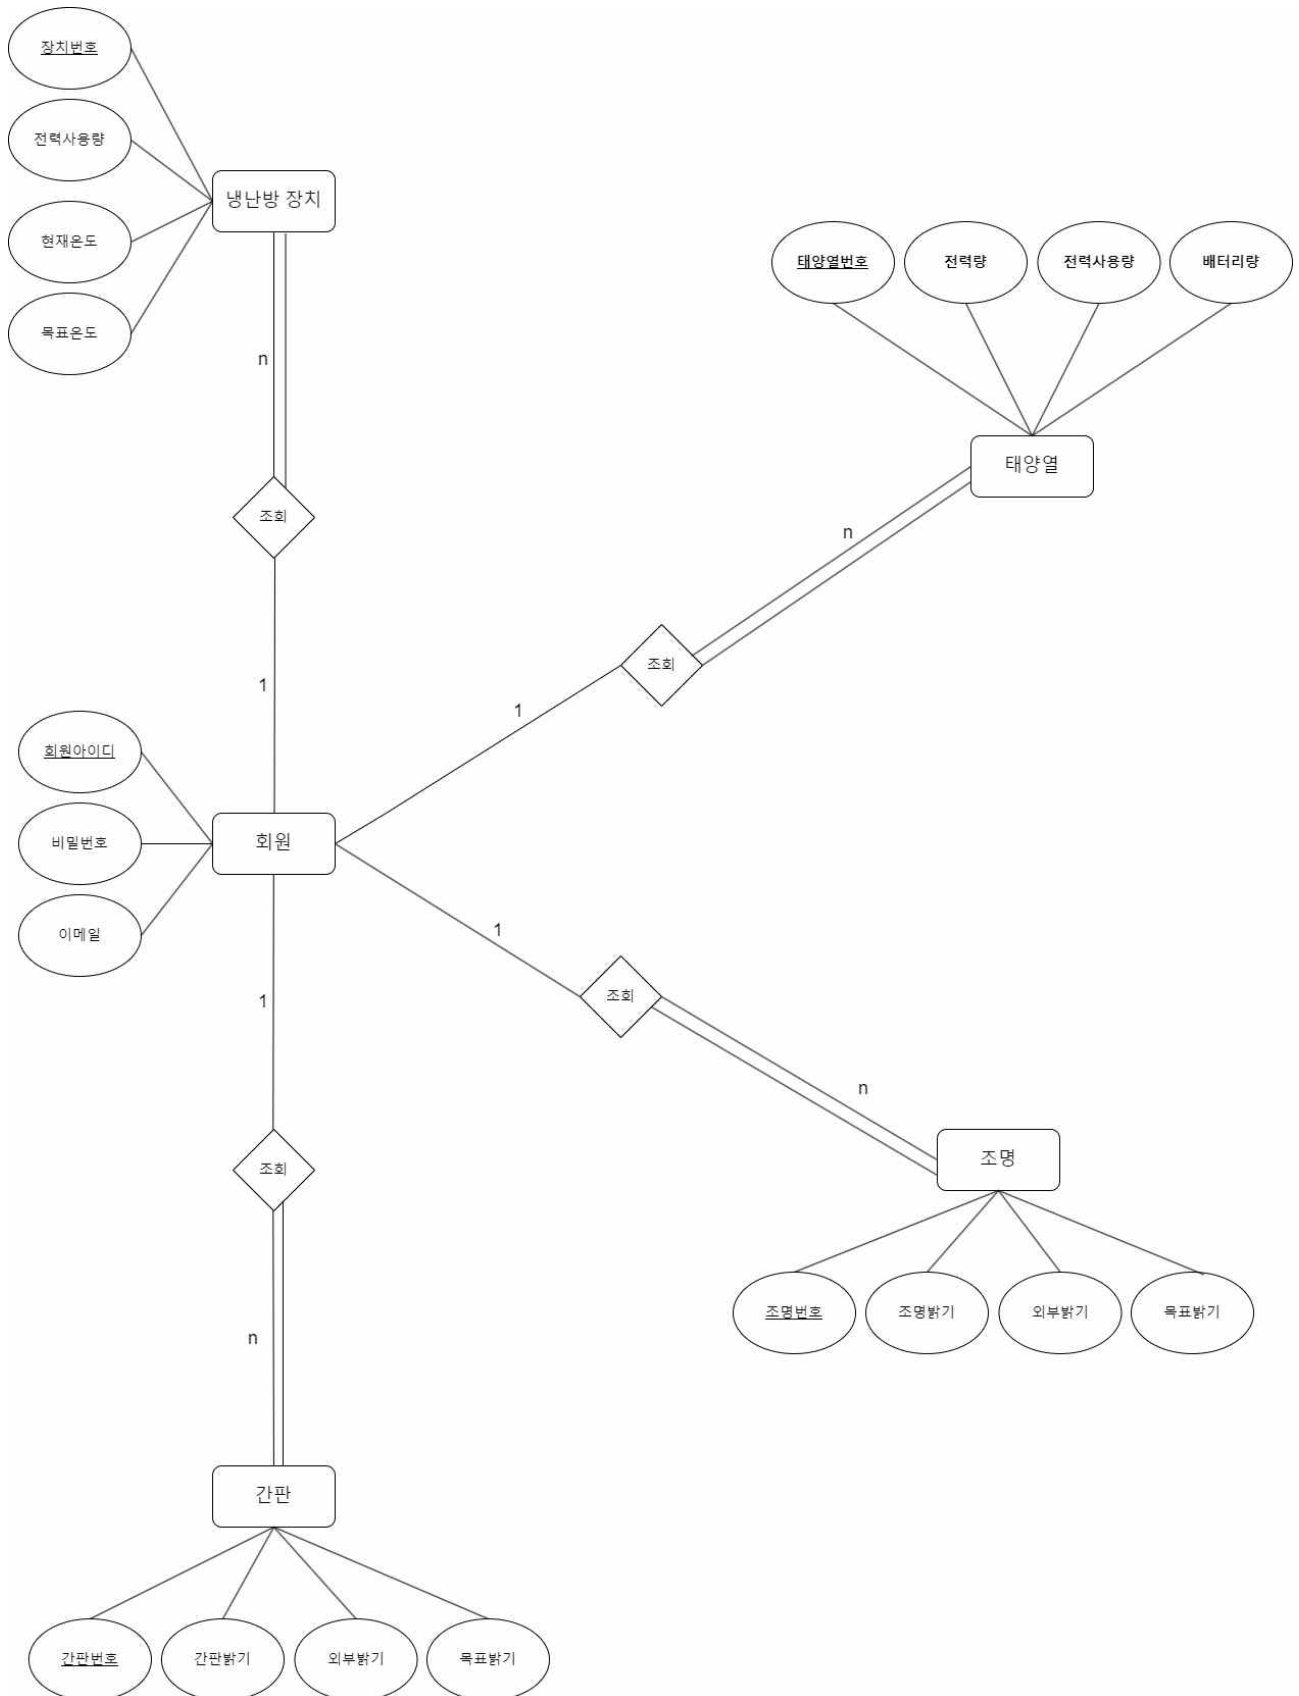 장치번호
전력사용량
냉난방 장치
현재온도
목표온도
태양열번호
전력량
전력사용량
배터리량
n
태양열
조회
n
조회
1
1
회원아이디
비밀번호
회원
이메일
1
1
조회
n
조회
조명
n
조명번호
조명밝기
외부밝기
목표밝기
간판
간판번호
간판밝기
외부밝기
목표밝기